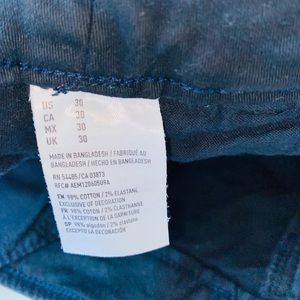 US 30
CA 30
MX 30
UK 30
MADE IN BANGLADESH / FABRIQUÉ AU
BANGLADESH / HECHO EN BANGLADESH
RN 54485/CA 03873
RFC# AEM1206050U9A
EN 98% COTTON / 2% ELASTANE
EXCLUSIVE OF DECORATION
FR 98% COTON / 2% ÉLASTHANNE
À L'EXCEPTION DE LA GARNITURE
SP 98% algodón / 2% elastano
EXCEPTO LA DECORACIÓN